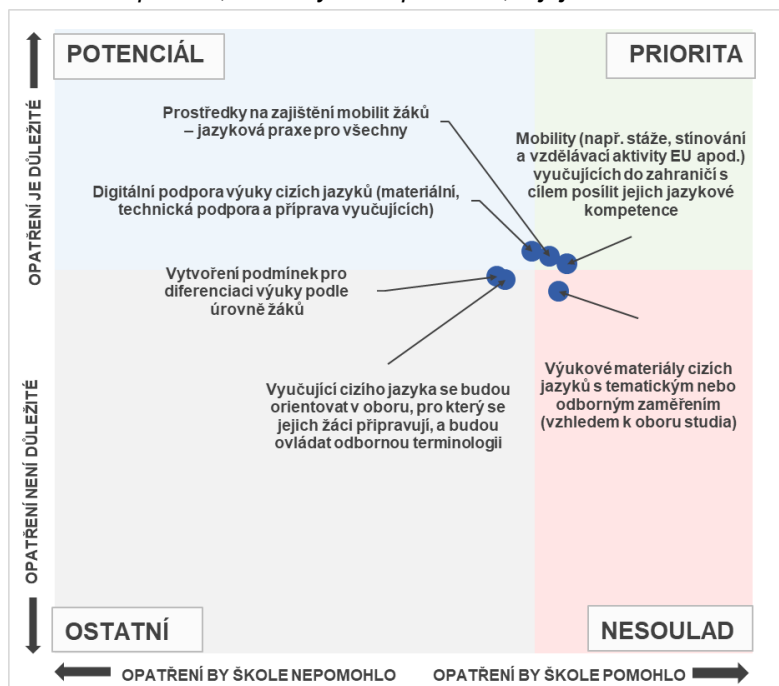 POTENCIÁL
PRIORITA
Prostředky na zajištění mobilit žáků
– jazyková praxe pro všechny
Mobility (např. stáže, stínování
a vzdělávací aktivity EU apod.)
vyučujících do zahraničí s
cílem posílit jejich jazykové
kompetence
Digitální podpora výuky cizích jazyků (materiální,
technická podpora a příprava vyučujících)
Vytvoření podmínek pro
diferenciaci výuky podle
úrovně žáků
Vyučující cizího jazyka se budou
orientovat v oboru, pro který se
jejich žáci připravují, a budou
ovládat odbornou terminologii
Výukové materiály cizích
jazyků s tematickým nebo
odborným zaměřením
(vzhledem k oboru studia)
OPATŘENÍ JE DŮLEŽITÉ
OPATŘENÍ NENÍ DŮLEŽITÉ
OSTATNÍ
NESOULAD
OPATŘENÍ BY ŠKOLE NEPOMOHLO
OPATŘENÍ BY ŠKOLE POMOHLO